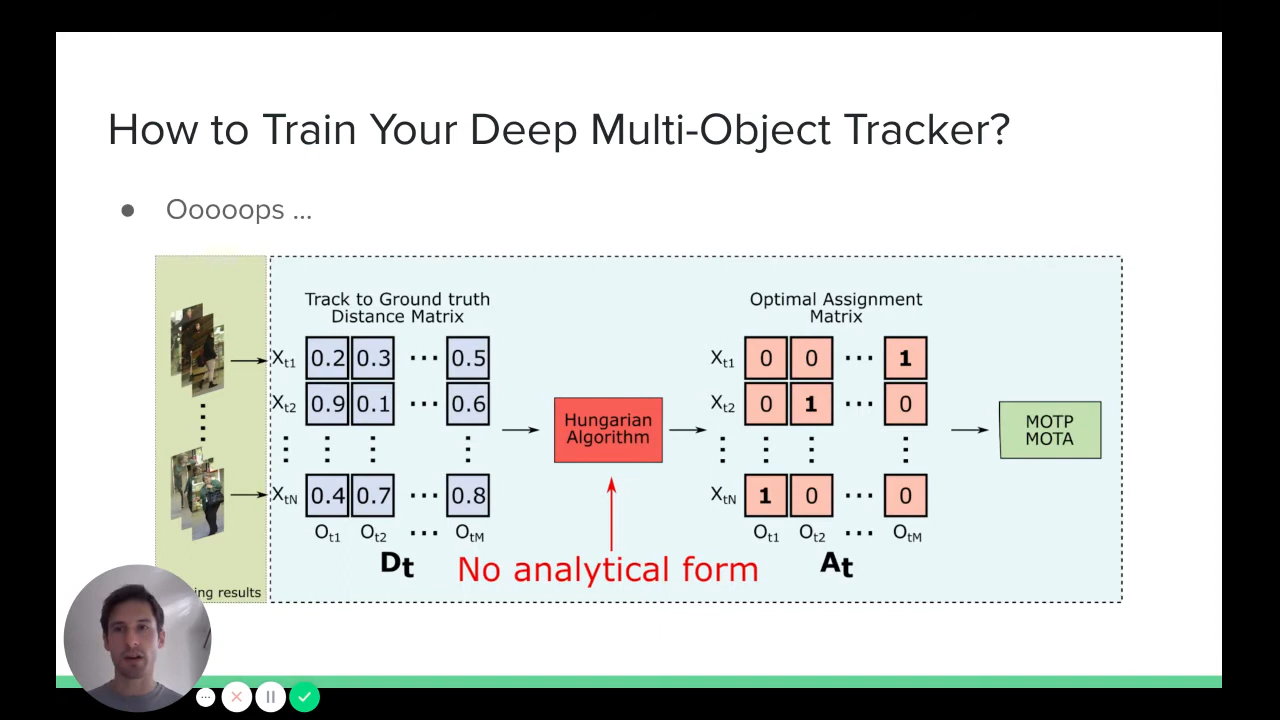 How to Train Your Deep Multi-Object Tracker?
● Ooooops ...
Track to Ground truth
Distance Matrix
Optimal Assignment
Matrix
Xt1 0.2 0.3 ··· 0.5
Xt2 0.9 0.1 ··· 0.6
XtN 0.4 0.7 ··· 0.8
Ot1 Ot2 ··· OtM
Dt
Hungarian
Algorithm
No analytical form
Xt1 0 0 ··· 1
Xt2 0 1 ··· 0
XtN 1 0 ··· 0
Ot1 Ot2 ··· OtM
At
MOTP
MOTA
results